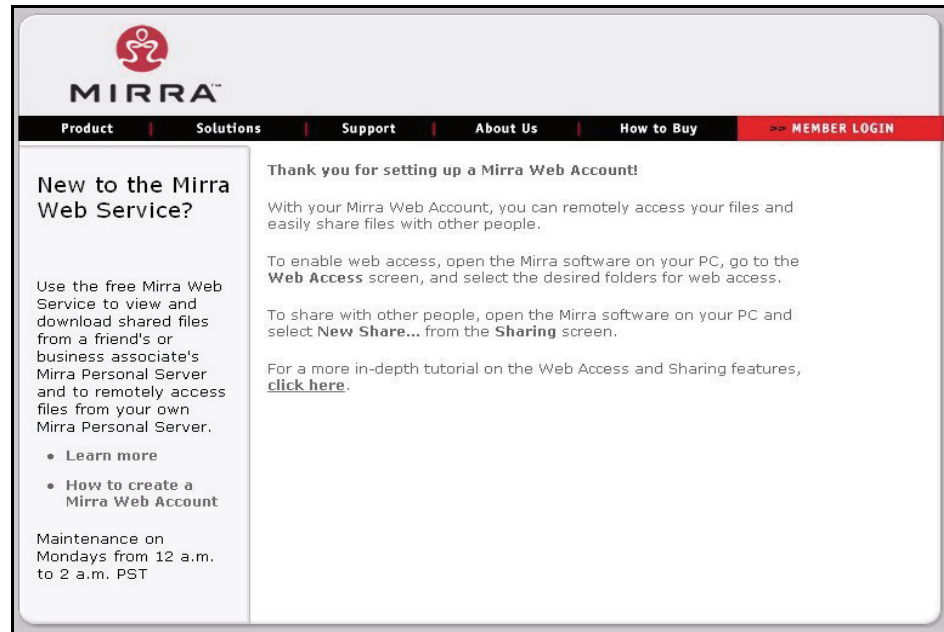 MIRRA™
Product | Solutions | Support | About Us | How to Buy >> MEMBER LOGIN
New to the Mirra
Web Service?
Use the free Mirra Web
Service to view and
download shared files
from a friend's or
business associate's
Mirra Personal Server
and to remotely access
files from your own
Mirra Personal Server.
• Learn more
• How to create a
Mirra Web Account
Maintenance on
Mondays from 12 a.m.
to 2 a.m. PST
Thank you for setting up a Mirra Web Account!
With your Mirra Web Account, you can remotely access your files and
easily share files with other people.
To enable web access, open the Mirra software on your PC, go to the
Web Access screen, and select the desired folders for web access.
To share with other people, open the Mirra software on your PC and
select New Share... from the Sharing screen.
For a more in-depth tutorial on the Web Access and Sharing features,
click here.